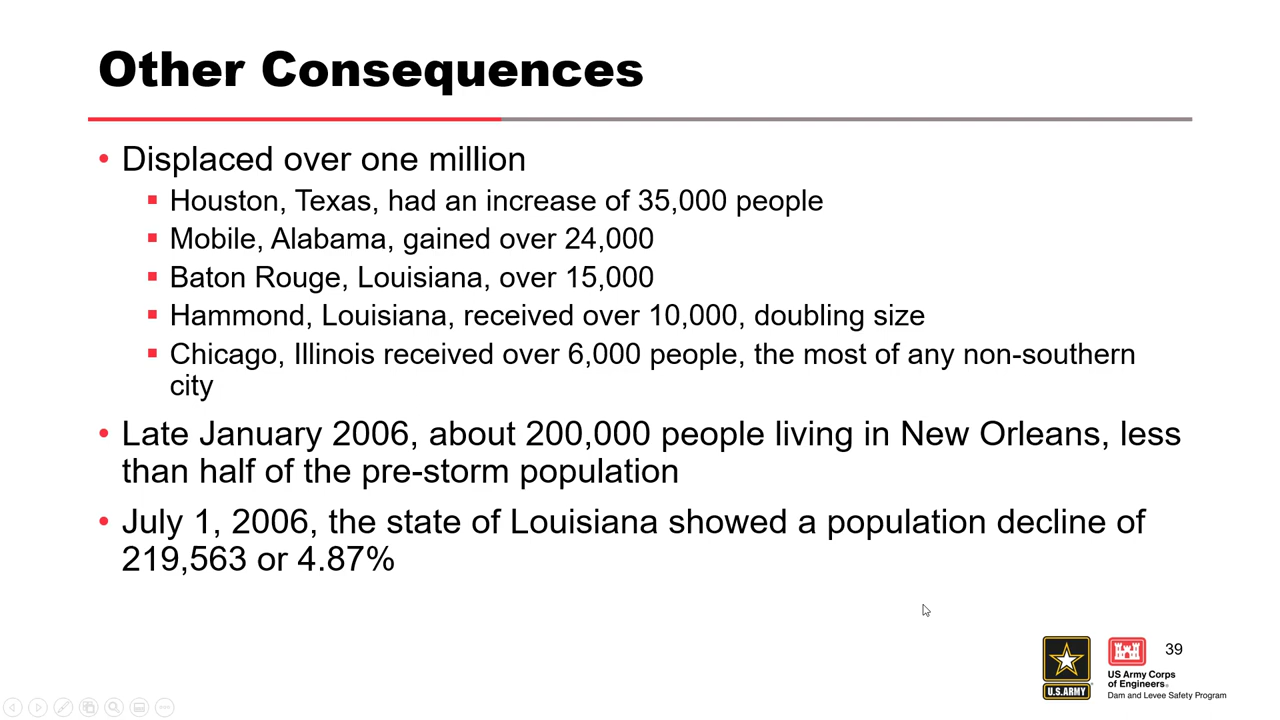 Other Consequences
• Displaced over one million
▪ Houston, Texas, had an increase of 35,000 people
▪ Mobile, Alabama, gained over 24,000
▪ Baton Rouge, Louisiana, over 15,000
▪ Hammond, Louisiana, received over 10,000, doubling size
▪ Chicago, Illinois received over 6,000 people, the most of any non-southern
city
• Late January 2006, about 200,000 people living in New Orleans, less
than half of the pre-storm population
• July 1, 2006, the state of Louisiana showed a population decline of
219,563 or 4.87%
39
U.S.ARMY
US Army Corps
of Engineers®
Dam and Levee Safety Program